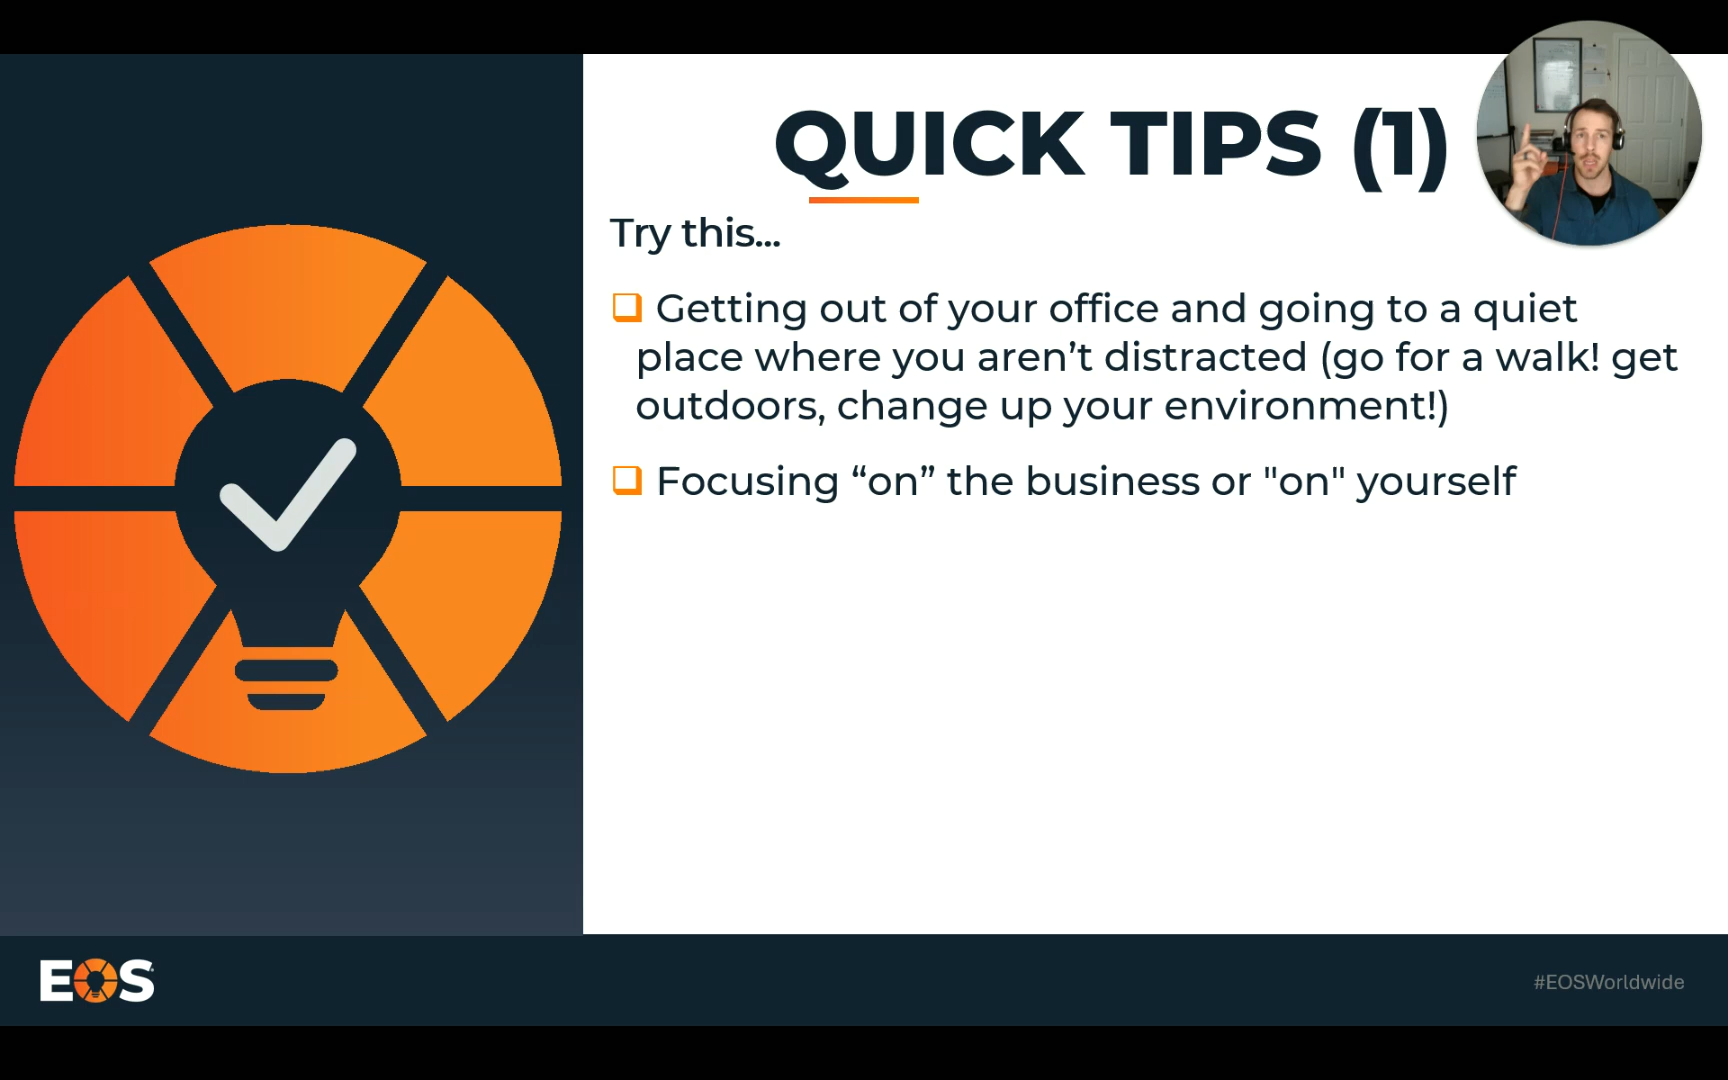 QUICK TIPS (1)
Try this...
Getting out of your office and going to a quiet
place where you aren’t distracted (go for a walk! get
outdoors, change up your environment!)
Focusing “on” the business or "on" yourself
EOS
#EOSWorldwide